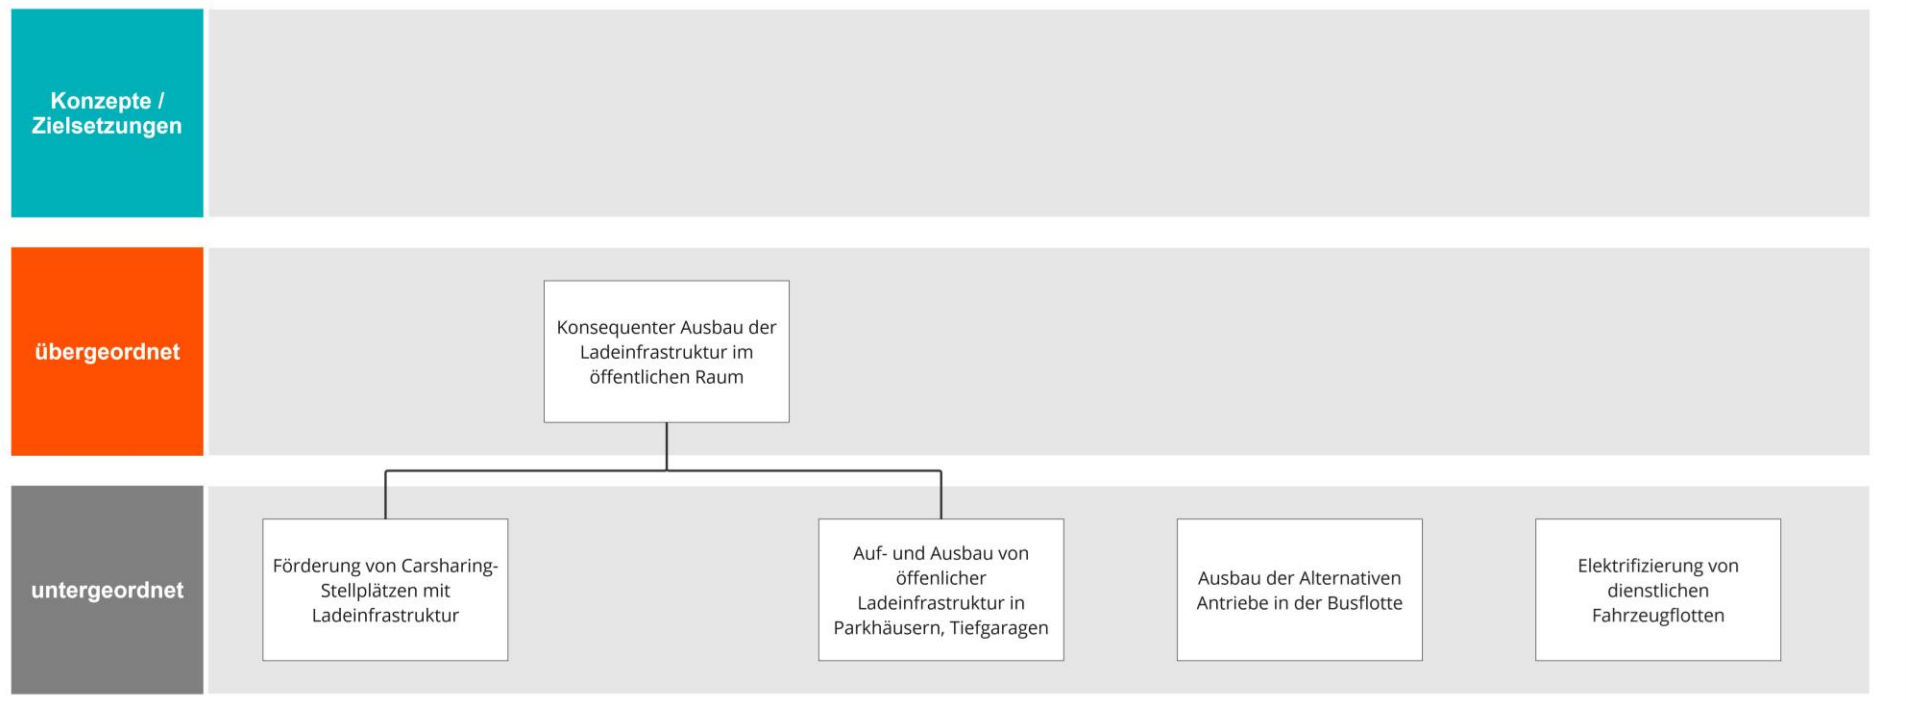 Konzepte /
Zielsetzungen
übergeordnet
Konsequenter Ausbau der
Ladeinfrastruktur im
öffentlichen Raum
untergeordnet
Förderung von Carsharing-
Stellplätzen mit
Ladeinfrastruktur
Auf- und Ausbau von
öffenlicher
Ladeinfrastruktur in
Parkhäusern, Tiefgaragen
Ausbau der Alternativen
Antriebe in der Busflotte
Elektrifizierung von
dienstlichen
Fahrzeugflotten